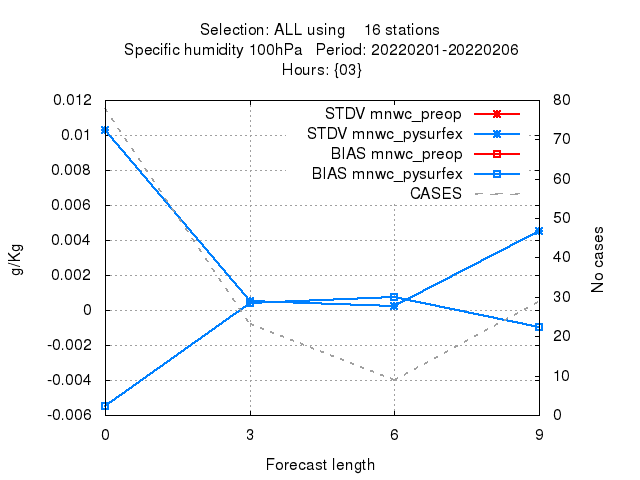 Selection: ALL using 16 stations
Specific humidity 100hPa Period: 20220201-20220206
Hours: {03}
STDV mnwc_preop
STDV mnwc_pysurfex
BIAS mnwc_preop
BIAS mnwc_pysurfex
CASES
0.012
0.01
0.008
0.006
0.004
0.002
0
-0.002
-0.004
-0.006
g/Kg
80
70
60
50
40
30
20
10
0
No cases
0 3 6 9
Forecast length